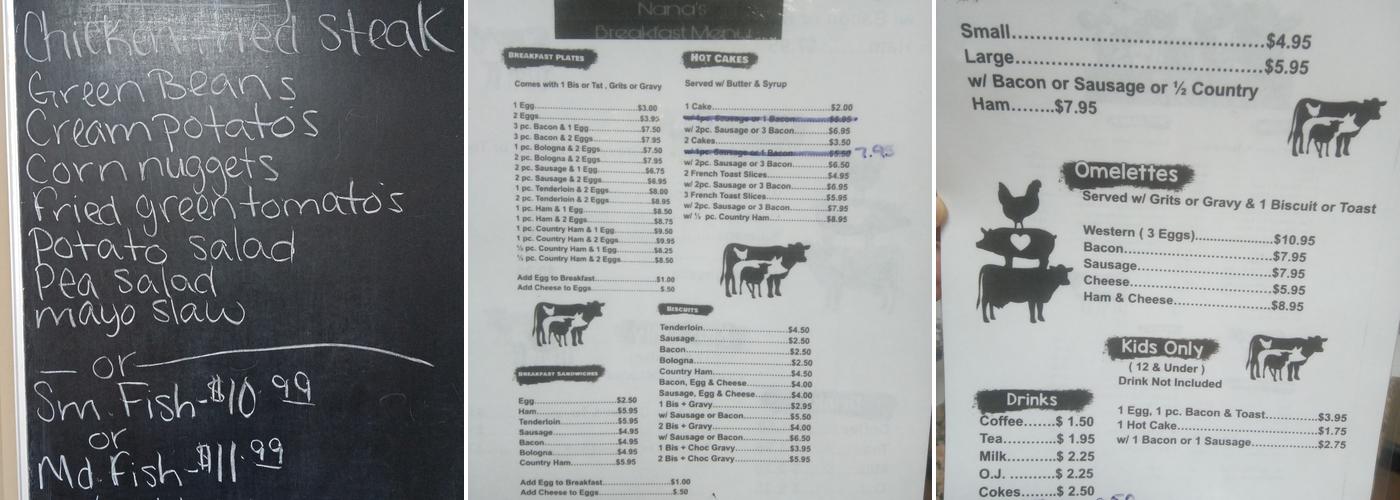 Chicken fried steak
Green Beans
Cream potato's
Corn nuggets
Fried green tomato's
Potato salad
Pea salad
mayo slaw
— or —
Sm. Fish-$10.99
or
Md. Fish-$11.99
Nana's
Breakfast Menu
BREAKFAST PLATES
Comes with 1 Bis or Tst , Grits or Gravy
1 Egg $3.00
2 Eggs $3.95
3 pc. Bacon & 1 Egg $7.50
3 pc. Bacon & 2 Eggs $7.95
1 pc. Bologna & 2 Eggs $7.50
2 pc. Bologna & 2 Eggs $7.95
2 pc. Sausage & 1 Egg $6.75
2 pc. Sausage & 2 Eggs $6.95
1 pc. Tenderloin & 2 Eggs $8.00
2 pc. Tenderloin & 2 Eggs $8.95
1 pc. Ham & 1 Egg $8.50
1 pc. Ham & 2 Eggs $8.75
1 pc. Country Ham & 1 Egg $9.50
1 pc. Country Ham & 2 Eggs $9.95
½ pc. Country Ham & 1 Egg $8.25
½ pc. Country Ham & 2 Eggs $8.50
Add Egg to Breakfast $1.00
Add Cheese to Eggs $.50
BREAKFAST SANDWICHES
Egg $2.50
Ham $5.95
Tenderloin $5.95
Sausage $4.95
Bacon $4.95
Bologna $4.95
Country Ham $5.95
Add Egg to Breakfast $1.00
Add Cheese to Eggs $.50
HOT CAKES
Served w/ Butter & Syrup
1 Cake $2.00
w/ 1pc. Sausage or 1 Bacon
w/ 2pc. Sausage or 3 Bacon $6.95
2 Cakes $3.50
w/ 1pc. Sausage or 1 Bacon $5.50 7.95
w/ 2pc. Sausage or 3 Bacon $6.50
2 French Toast Slices $4.95
w/ 2pc. Sausage or 3 Bacon $6.95
3 French Toast Slices $5.95
w/ 2pc. Sausage or 3 Bacon $7.95
w/ ½ pc. Country Ham $8.95
BISCUITS
Tenderloin $4.50
Sausage $2.50
Bacon $2.50
Bologna $2.50
Country Ham $4.50
Bacon, Egg & Cheese $4.00
Sausage, Egg & Cheese $4.00
1 Bis + Gravy $2.95
w/ Sausage or Bacon $5.50
2 Bis + Gravy $4.00
w/ Sausage or Bacon $6.50
1 Bis + Choc Gravy $3.95
2 Bis + Choc Gravy $5.95
Small $4.95
Large $5.95
w/ Bacon or Sausage or ½ Country
Ham........$7.95
Omelettes
Served w/ Grits or Gravy & 1 Biscuit or Toast
Western ( 3 Eggs) $10.95
Bacon $7.95
Sausage $7.95
Cheese $5.95
Ham & Cheese $8.95
Kids Only
( 12 & Under )
Drink Not Included
1 Egg, 1 pc. Bacon & Toast $3.95
1 Hot Cake $1.75
w/ 1 Bacon or 1 Sausage $2.75
Drinks
Coffee $ 1.50
Tea $ 1.95
Milk $ 2.25
O.J. $ 2.25
Cokes $ 2.50